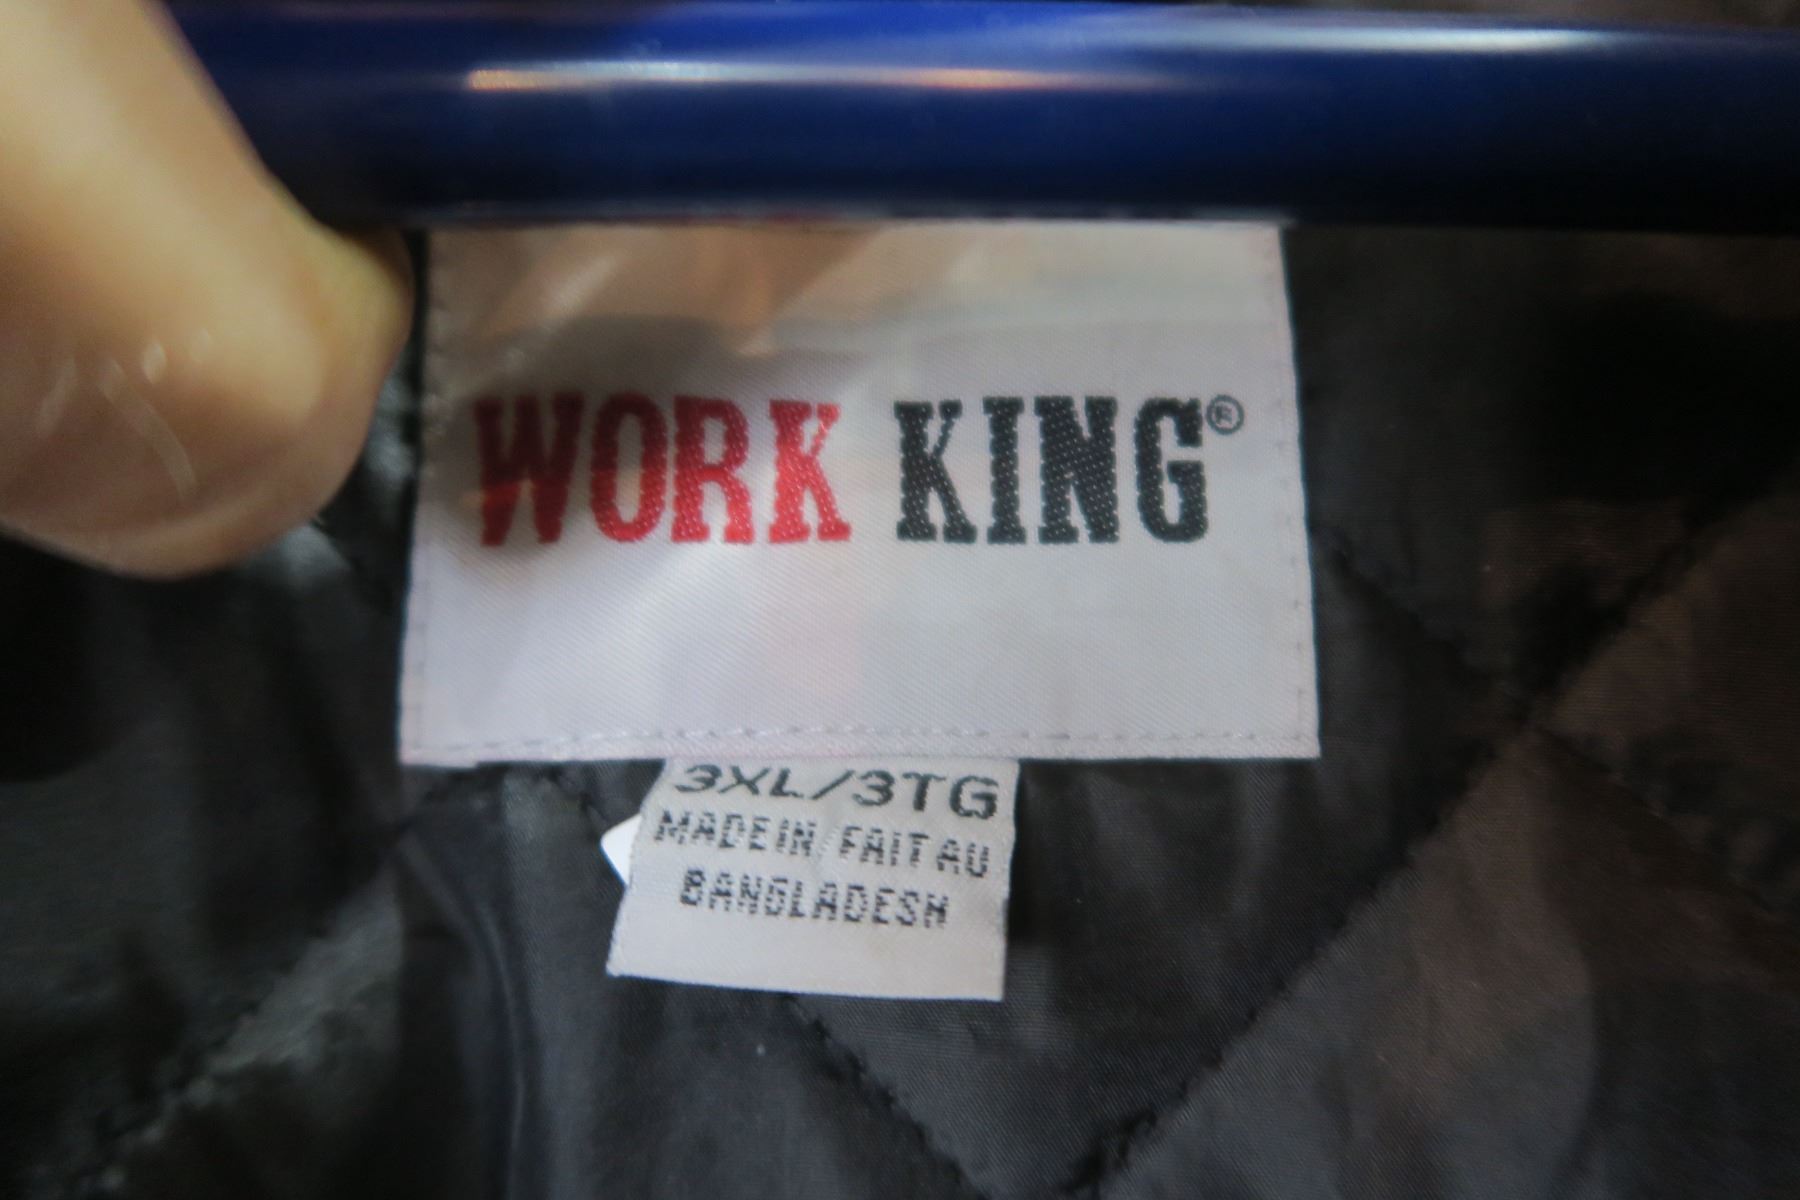 WORK KING®
3XL/3TG
MADE IN/FAIT AU
BANGLADESH